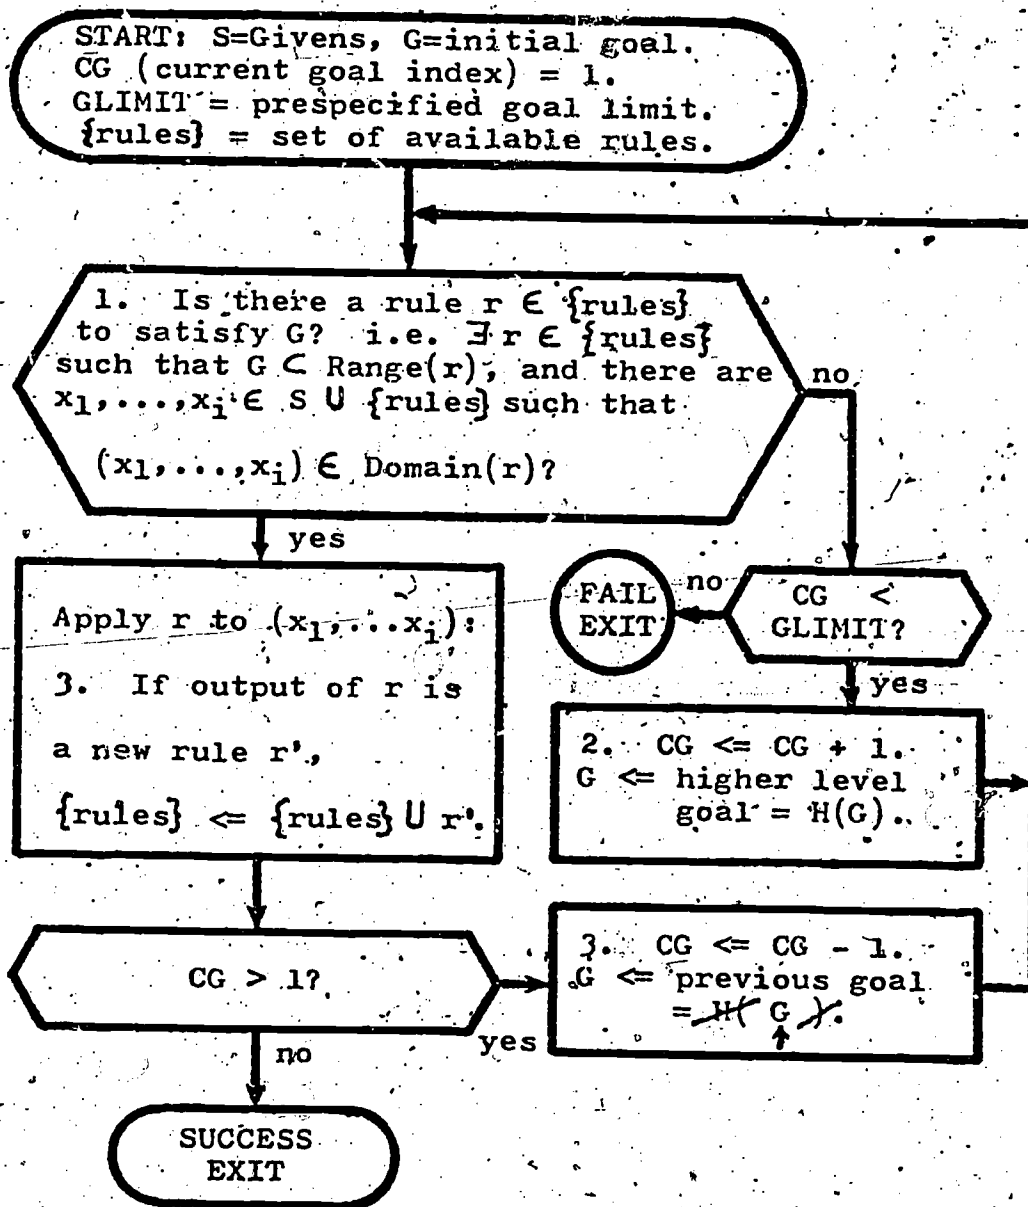 START: S=Givens, G=initial goal.
CG (current goal index) = 1.
GLIMIT = prespecified goal limit.
{rules} = set of available rules.
1. Is there a rule r ∈ {rules}
to satisfy G? i.e. ∃ r ∈ {rules}
such that G ⊂ Range(r), and there are
x1,...,xi ∈ S ∪ {rules} such that
(x1,...,xi) ∈ Domain(r)?
no
yes
Apply r to (x1,...xi):
3. If output of r is
a new rule r',
{rules} <= {rules} ∪ r'.
FAIL
EXIT
no
CG <
GLIMIT?
yes
2. CG <= CG + 1.
G <= higher level
goal = H(G).
CG > 1?
yes
3. CG <= CG - 1.
G <= previous goal
= H( G ).
↑
no
SUCCESS
EXIT